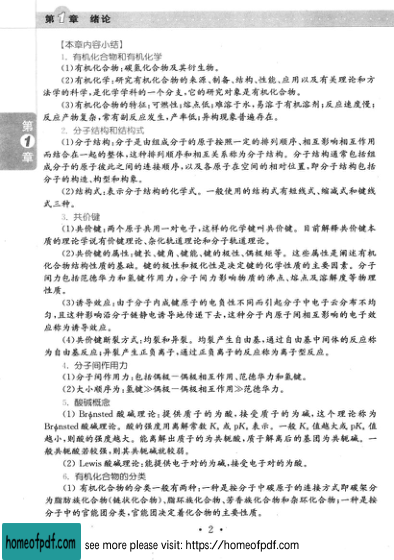 第1章 绪论
【本章内容小结】
1. 有机化合物和有机化学
(1)有机化合物:碳氢化合物及其衍生物。
(2)有机化学:研究有机化合物的来源、制备、结构、性能、应用以及有关理论和方
法学的科学,是化学学科的一个分支,它的研究对象是有机化合物。
(3)有机化合物的特征:可燃性;熔点低;难溶于水,易溶于有机溶剂;反应速度慢;
反应产物复杂,常有副反应发生,产率低;异构现象普遍存在。
第1章
2. 分子结构和结构式
(1)分子结构:分子是由组成分子的原子按照一定的排列顺序、相互影响相互作用
而结合在一起的整体,这种排列顺序和相互关系称为分子结构。分子结构通常包括组
成分子的原子彼此之间的连接顺序,以及各原子在空间的相对位置,即分子结构包括
分子的构造、构型和构象。
(2)结构式:表示分子结构的化学式。一般使用的结构式有短线式、缩减式和键线
式三种。
3. 共价键
(1)共价键:两个原子共用一对电子,这样的化学键叫共价键。目前解释共价键本
质的理论学说有价键理论、杂化轨道理论和分子轨道理论。
(2)共价键的属性:键长、键角、键能、键的极性、偶极矩等。这些属性是阐述有机
化合物结构性质的基础。键的极性和极化性是决定键的化学性质的主要因素。分子
间力包括范德华力和氢键作用力,分子间力影响物质的沸点、熔点及溶解度等物理
性质。
(3)诱导效应:由于分子内成键原子的电负性不同而引起分子中电子云分布不均
匀,且这种影响沿分子链静电诱导地传递下去,这种分子内原子间相互影响的电子效
应称为诱导效应。
(4)共价键断裂方式:均裂和异裂。均裂产生自由基,通过自由基中间体的反应称
为自由基反应;异裂产生正负离子,通过正负离子的反应称为离子型反应。
4. 分子间作用力
(1)分子间作用力:包括偶极—偶极相互作用、范德华力和氢键。
(2)大小顺序为:氢键≫偶极—偶极相互作用≫范德华力。
5. 酸碱概念
(1) Brønsted 酸碱理论:提供质子的为酸,接受质子的为碱,这个理论称为
Brønsted酸碱理论。酸的强度用离解常数 Kₐ 或 pKₐ 表示。一般 Kₐ 值越大或 pKₐ 值
越小,则酸的强度越大。能离解出质子的为共轭酸,质子解离后的基团为共轭碱。一
般共轭酸若较强,则其共轭碱就较弱。
(2) Lewis 酸碱理论:能提供电子对的为碱,接受电子对的为酸。
6. 有机化合物的分类
(1) 有机化合物的分类一般有两种:一种是按分子中碳原子的连接方式即碳架分
为脂肪族化合物(链状化合物)、脂环族化合物、芳香族化合物和杂环化合物;一种是按
分子中的官能团分类,官能团决定着化合物的主要性质。
• 2 •
homeofpdf.com
see more please visit: https://homeofpdf.com